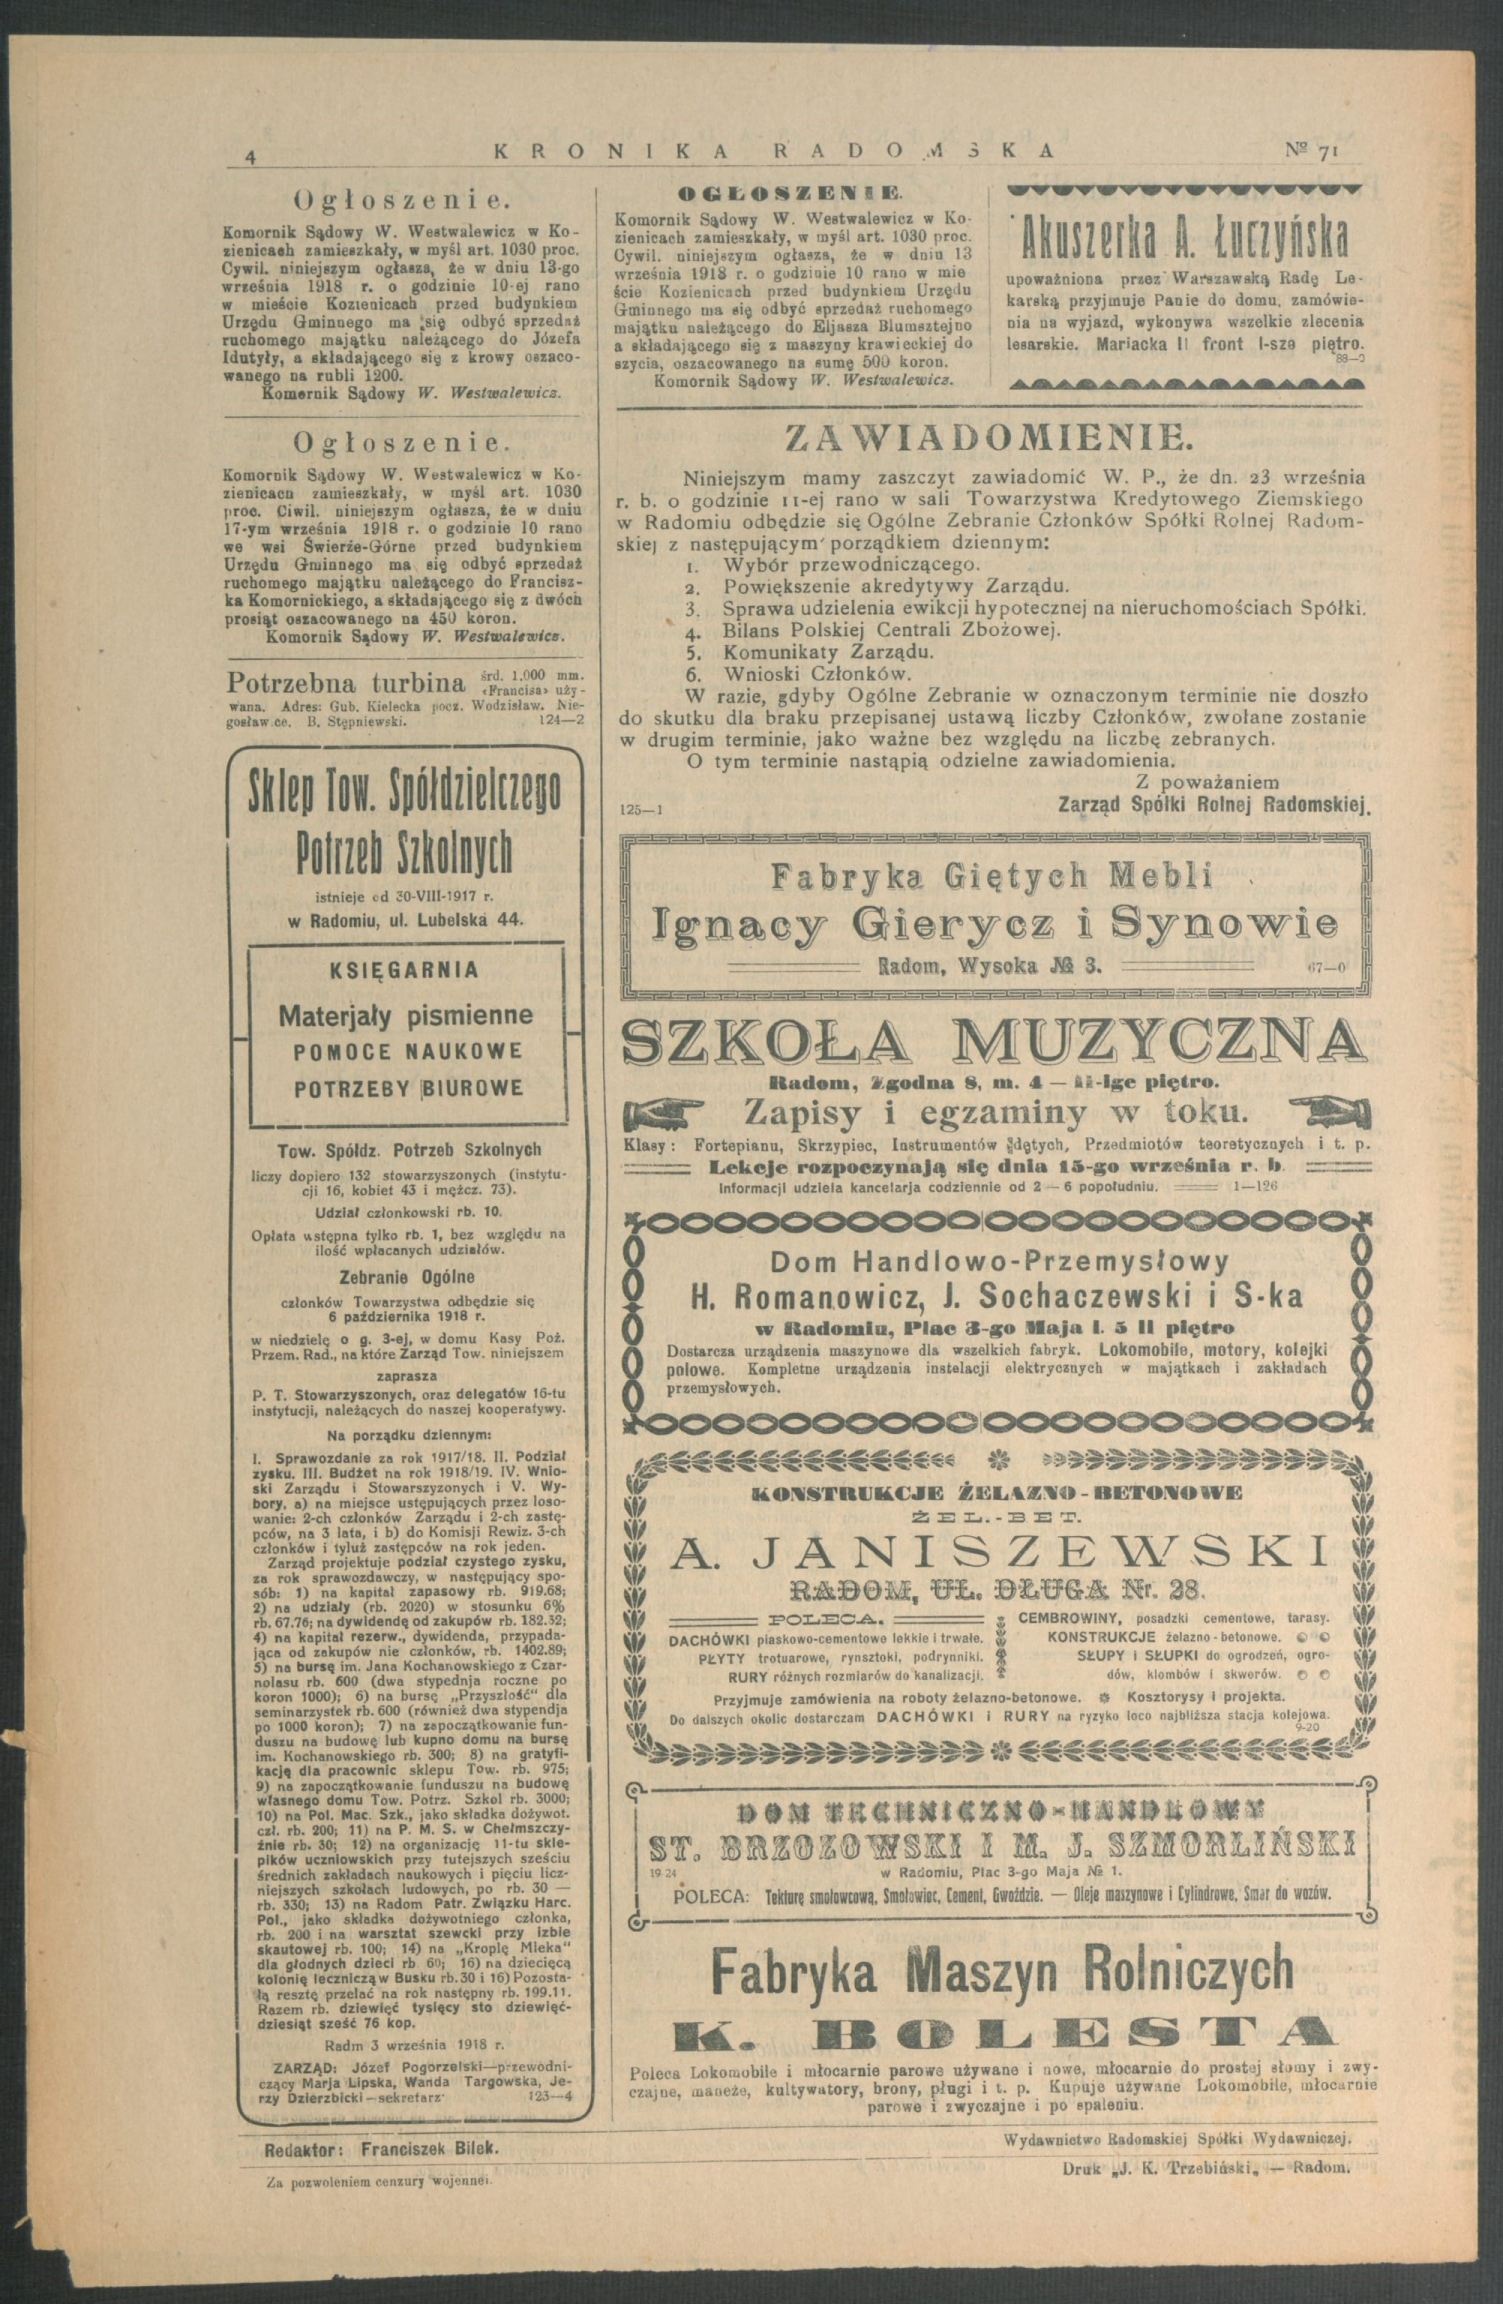 4
KRONIKA RADOMSKA
№ 71
Ogłoszenie.
Komornik Sądowy W. Westwalewicz w Ko-
zienicach zamieszkały, w myśl art. 1030 proc.
Cywil. niniejszym ogłasza, że w dniu 13-go
września 1918 r. o godzinie 10-ej rano
w mieście Kozienicach przed budynkiem
Urzędu Gminnego ma się odbyć sprzedaż
ruchomego majątku należącego do Józefa
Idutyły, a składającego się z krowy oszaco-
wanego na rubli 1200.
Komornik Sądowy W. Westwalewicz.
Ogłoszenie.
Komornik Sądowy W. Westwalewicz w Ko-
zienicach zamieszkały, w myśl art. 1030
proc. Ciwil. niniejszym ogłasza, że w dniu
17-ym września 1918 r. o godzinie 10 rano
we wsi Świerże-Górne przed budynkiem
Urzędu Gminnego ma się odbyć sprzedaż
ruchomego majątku należącego do Francisz-
ka Komornickiego, a składającego się z dwóch
prosiąt oszacowanego na 450 koron.
Komornik Sądowy W. Westwalewicz.
Potrzebna turbina śrd. 1.000 mm.
«Francisa» uży-
wana. Adres: Gub. Kielecka pocz. Wodzisław. Nie-
gosławice. B. Stępniewski. 124—2
Sklep Tow. Spółdzielczego
Potrzeb Szkolnych
istnieje od 30-VIII-1917 r.
w Radomiu, ul. Lubelska 44.
KSIĘGARNIA
Materjały pismienne
POMOCE NAUKOWE
POTRZEBY BIUROWE
Tow. Spółdz. Potrzeb Szkolnych
liczy dopiero 132 stowarzyszonych (instytu-
cji 16, kobiet 43 i mężcz. 73).
Udział członkowski rb. 10.
Opłata wstępna tylko rb. 1, bez względu na
ilość wpłacanych udziałów.
Zebranie Ogólne
członków Towarzystwa odbędzie się
6 października 1918 r.
w niedzielę o g. 3-ej, w domu Kasy Poż.
Przem. Rad., na które Zarząd Tow. niniejszem
zaprasza
P. T. Stowarzyszonych, oraz delegatów 16-tu
instytucji, należących do naszej kooperatywy.
Na porządku dziennym:
I. Sprawozdanie za rok 1917/18. II. Podział
zysku. III. Budżet na rok 1918/19. IV. Wnio-
ski Zarządu i Stowarzyszonych i V. Wy-
bory. a) na miejsce ustępujących przez loso-
wanie: 2-ch członków Zarządu i 2-ch zastę-
pców, na 3 lata, i b) do Komisji Rewiz. 3-ch
członków i tyluż zastępców na rok jeden.
Zarząd projektuje podział czystego zysku,
za rok sprawozdawczy, w następujący spo-
sób: 1) na kapitał zapasowy rb. 919.68;
2) na udziały (rb. 2020) w stosunku 6%
rb. 67.76; na dywidendę od zakupów rb. 182.32;
4) na kapitał rezerw., dywidenda, przypada-
jąca od zakupów nie członków, rb. 1402.89;
5) na bursę im. Jana Kochanowskiego z Czar-
nolasu rb. 600 (dwa stypednja roczne po
koron 1000); 6) na bursę „Przyszłość" dla
seminarzystek rb. 600 (również dwa stypendja
po 1000 koron); 7) na zapoczątkowanie fun-
duszu na budowę lub kupno domu na bursę
im. Kochanowskiego rb. 300; 8) na gratyfi-
kację dla pracownic sklepu Tow. rb. 975;
9) na zapoczątkowanie funduszu na budowę
własnego domu Tow. Potrz. Szkol rb. 3000;
10) na Pol. Mac. Szk., jako składka dożywot.
czł. rb. 200; 11) na P. M. S. w Chełmszczy-
źnie rb. 30; 12) na organizację 11-tu skle-
pików uczniowskich przy tutejszych sześciu
średnich zakładach naukowych i pięciu licz-
niejszych szkołach ludowych, po rb. 30 —
rb. 330; 13) na Radom Patr. Związku Harc.
Pol., jako składka dożywotniego członka,
rb. 200 i na warsztat szewcki przy izbie
skautowej rb. 100; 14) na „Kroplę Mleka"
dla głodnych dzieci rb 60; 16) na dziecięcą
kolonię leczniczą w Busku rb. 30 i 16) Pozosta-
łą resztę przelać na rok następny rb. 199.11.
Razem rb. dziewięć tysięcy sto dziewięć-
dziesiąt sześć 76 kop.
Radm 3 września 1918 r.
ZARZĄD: Józef Pogorzelski—przewodni-
czący Marja Lipska, Wanda Targowska, Je-
rzy Dzierzbicki—sekretarz 123—4
OGŁOSZENIE.
Komornik Sądowy W. Westwalewicz w Ko-
zienicach zamieszkały, w myśl art. 1030 proc.
Cywil. niniejszym ogłasza, że w dniu 13
września 1918 r. o godzinie 10 rano w mie
ście Kozienicach przed budynkiem Urzędu
Gminnego ma się odbyć sprzedaż ruchomego
majątku należącego do Eljasza Blumsztejno
a składającego się z maszyny krawieckiej do
szycia, oszacowanego na sumę 500 koron.
Komornik Sądowy W. Westwalewicz.
Akuszerka A. Łuczyńska
upoważniona przez Warszawską Radę Le-
karską przyjmuje Panie do domu, zamówie-
nia na wyjazd, wykonywa wszelkie zlecenia
lesarskie. Mariacka 11 front I-sze piętro.
88—0
ZAWIADOMIENIE.
Niniejszym mamy zaszczyt zawiadomić W. P., że dn. 23 września
r. b. o godzinie 11-ej rano w sali Towarzystwa Kredytowego Ziemskiego
w Radomiu odbędzie się Ogólne Zebranie Członków Spółki Rolnej Radom-
skiej z następującym porządkiem dziennym:
1. Wybór przewodniczącego.
2. Powiększenie akredytywy Zarządu.
3. Sprawa udzielenia ewikcji hypotecznej na nieruchomościach Spółki.
4. Bilans Polskiej Centrali Zbożowej.
5. Komunikaty Zarządu.
6. Wnioski Członków.
W razie, gdyby Ogólne Zebranie w oznaczonym terminie nie doszło
do skutku dla braku przepisanej ustawą liczby Członków, zwołane zostanie
w drugim terminie, jako ważne bez względu na liczbę zebranych.
O tym terminie nastąpią odzielne zawiadomienia.
Z poważaniem
125—1 Zarząd Spółki Rolnej Radomskiej.
Fabryka Giętych Mebli
Ignacy Gierycz i Synowie
Radom, Wysoka № 3. 67—0
SZKOŁA MUZYCZNA
Radom, Zgodna 8, m. 4 — II-lge piętro.
Zapisy i egzaminy w toku.
Klasy: Fortepianu, Skrzypiec, Instrumentów dętych, Przedmiotów teoretycznych i t. p.
Lekcje rozpoczynają się dnia 15-go września r. b.
Informacji udziela kancelarja codziennie od 2 — 6 popołudniu. 1—126
Dom Handlowo-Przemysłowy
H. Romanowicz, J. Sochaczewski i S-ka
w Radomiu, Plac 3-go Maja l. 5 II piętro
Dostarcza urządzenia maszynowe dla wszelkich fabryk. Lokomobile, motory, kolejki
polowe. Kompletne urządzenia instelacji elektrycznych w majątkach i zakładach
przemysłowych.
KONSTRUKCJE ŻELAZNO-BETONOWE
ŻEL.-BET.
A. JANISZEWSKI
RADOM, UL. DŁUGA Nr. 28.
POLECA.
DACHÓWKI piaskowo-cementowe lekkie i trwałe.
PŁYTY trotuarowe, rynsztoki, podrynniki.
RURY różnych rozmiarów do kanalizacji.
CEMBROWINY, posadzki cementowe, tarasy.
KONSTRUKCJE żelazno-betonowe.
SŁUPY i SŁUPKI do ogrodzeń, ogro-
dów, klombów i skwerów.
Przyjmuje zamówienia na roboty żelazno-betonowe. Kosztorysy i projekta.
Do dalszych okolic dostarczam DACHÓWKI i RURY na ryzyko loco najbliższa stacja kolejowa.
9-20
DOM TECHNICZNO-HANDLOWY
ST. BRZOZOWSKI I M. J. SZMORLIŃSKI
19 24 w Radomiu, Plac 3-go Maja № 1.
POLECA: Tekturę smołowcową, Smołowiec, Cement, Gwoździe. — Oleje maszynowe i Cylindrowe, Smar do wozów.
Fabryka Maszyn Rolniczych
K. BOLESTA
Poleca Lokomobile i młocarnie parowe używane i nowe, młocarnie do prostej słomy i zwy-
czajne, maneże, kultywatory, brony, pługi i t. p. Kupuje używane Lokomobile, młocarnie
parowe i zwyczajne i po spaleniu.
Redaktor: Franciszek Bilek.
Wydawnictwo Radomskiej Spółki Wydawniczej.
Za pozwoleniem cenzury wojennej.
Druk „J. K. Trzebiński„ — Radom.